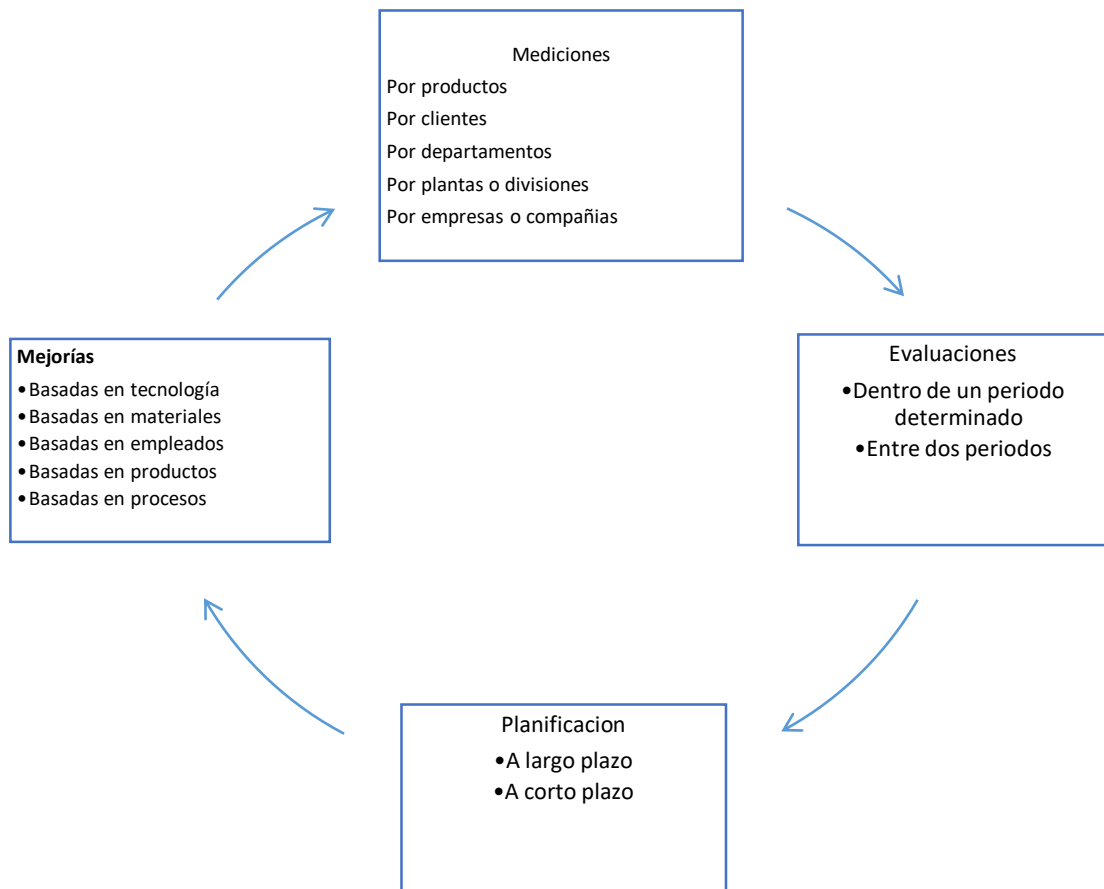 Mediciones
Por productos
Por clientes
Por departamentos
Por plantas o divisiones
Por empresas o compañias
Evaluaciones
•Dentro de un periodo
determinado
•Entre dos periodos
Planificacion
•A largo plazo
•A corto plazo
Mejorías
•Basadas en tecnología
•Basadas en materiales
•Basadas en empleados
•Basadas en productos
•Basadas en procesos